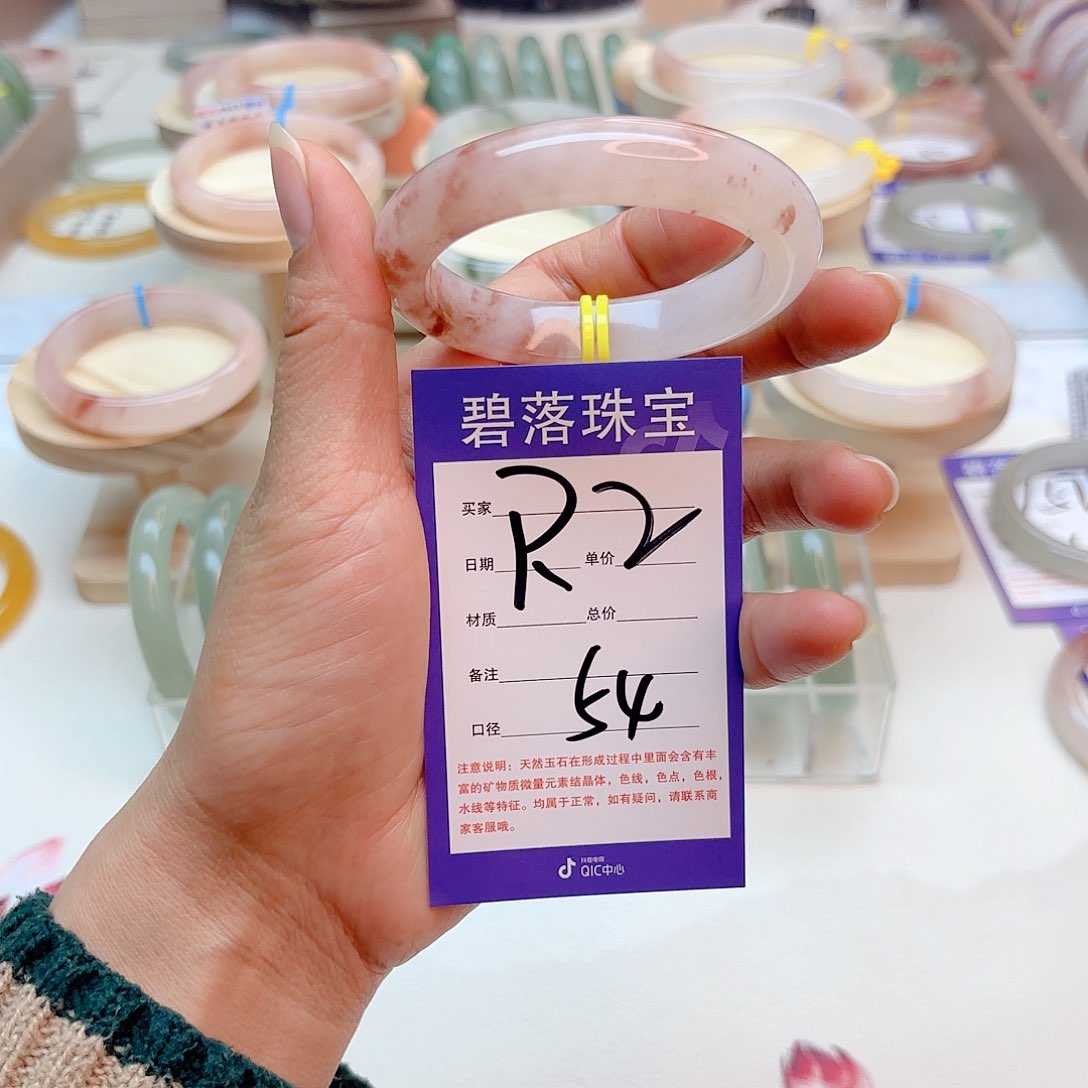 碧落珠宝
买家
R2
日期 单价
材质 总价
备注
54
口径
注意说明：天然玉石在形成过程中里面会含有丰
富的矿物质微量元素结晶体，色线，色点，色根，
水线等特征。均属于正常，如有疑问，请联系商
家客服哦。
抖音电商
QIC中心